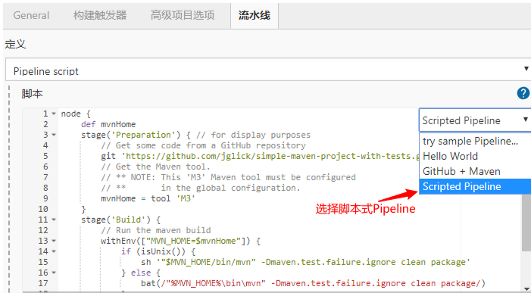 General 构建触发器 高级项目选项 流水线
定义
Pipeline script
脚本
1 node {
2 def mvnHome
3 stage('Preparation') { // for display purposes
4 // Get some code from a GitHub repository
5 git 'https://github.com/jglick/simple-maven-project-with-tests.g
6 // Get the Maven tool.
7 // ** NOTE: This 'M3' Maven tool must be configured
8 // ** in the global configuration.
9 mvnHome = tool 'M3'
10 }
11 stage('Build') {
12 // Run the maven build
13 withEnv(["MVN_HOME=$mvnHome"]) {
14 if (isUnix()) {
15 sh '"$MVN_HOME/bin/mvn" -Dmaven.test.failure.ignore clean package'
16 } else {
17 bat(/"%MVN_HOME%\bin\mvn" -Dmaven.test.failure.ignore clean package/)
Scripted Pipeline
try sample Pipeline...
Hello World
GitHub + Maven
Scripted Pipeline
选择脚本式Pipeline